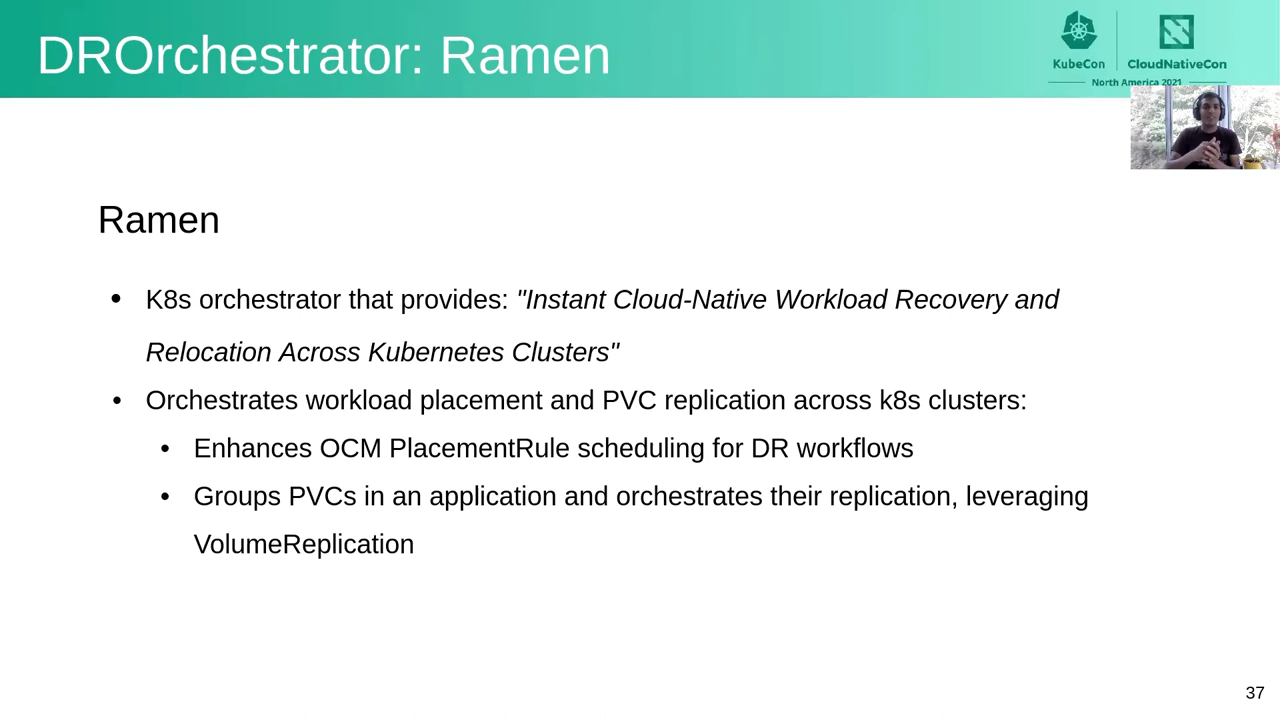 DROrchestrator: Ramen
KubeCon
CloudNativeCon
North America 2021
Ramen
• K8s orchestrator that provides: "Instant Cloud-Native Workload Recovery and
Relocation Across Kubernetes Clusters"
• Orchestrates workload placement and PVC replication across k8s clusters:
• Enhances OCM PlacementRule scheduling for DR workflows
• Groups PVCs in an application and orchestrates their replication, leveraging
VolumeReplication
37